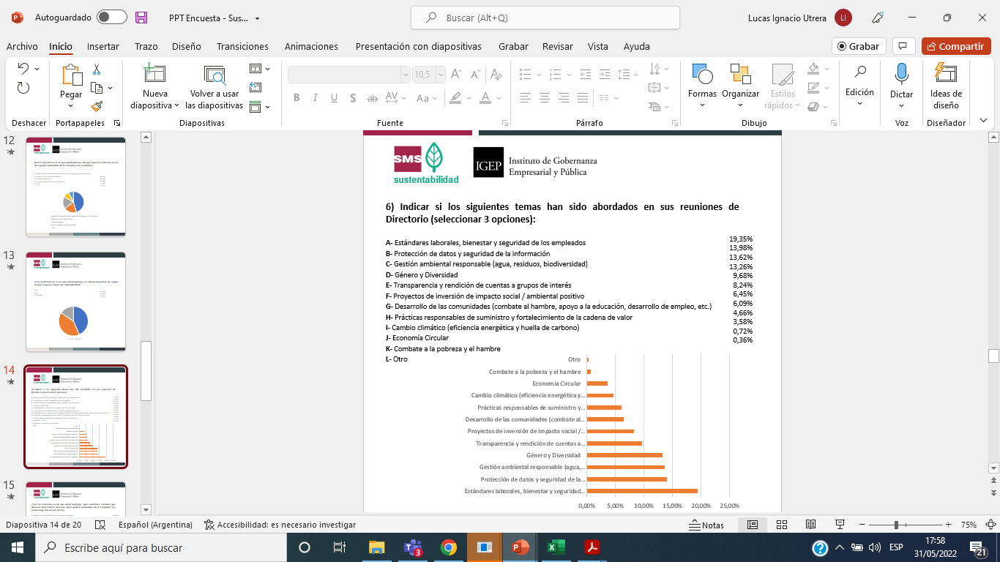 Autoguardado
PPT Encuesta - Sus...
Buscar (Alt+Q)
Lucas Ignacio Utrera
LI
Archivo Inicio Insertar Trazo Diseño Transiciones Animaciones Presentación con diapositivas Grabar Revisar Vista Ayuda
Grabar
Compartir
Pegar
Nueva diapositiva
Volver a usar las diapositivas
10,5
Formas
Organizar
Estilos rápidos
Edición
Dictar
Ideas de diseño
Deshacer Portapapeles Diapositivas Fuente Párrafo Dibujo Voz Diseñador
12
13
14
15
SMS
sustentabilidad
IGEP
Instituto de Gobernanza
Empresarial y Pública
6) Indicar si los siguientes temas han sido abordados en sus reuniones de
Directorio (seleccionar 3 opciones):
A- Estándares laborales, bienestar y seguridad de los empleados
B- Protección de datos y seguridad de la información
C- Gestión ambiental responsable (agua, residuos, biodiversidad)
D- Género y Diversidad
E- Transparencia y rendición de cuentas a grupos de interés
F- Proyectos de inversión de impacto social / ambiental positivo
G- Desarrollo de las comunidades (combate al hambre, apoyo a la educación, desarrollo de empleo, etc.)
H- Prácticas responsables de suministro y fortalecimiento de la cadena de valor
I- Cambio climático (eficiencia energética y huella de carbono)
J- Economía Circular
K- Combate a la pobreza y el hambre
L- Otro
19,35%
13,98%
13,62%
13,26%
9,68%
8,24%
6,45%
6,09%
4,66%
3,58%
0,72%
0,36%
Otro
Combate a la pobreza y el hambre
Economía Circular
Cambio climático (eficiencia energética y...
Prácticas responsables de suministro y...
Desarrollo de las comunidades (combate al...
Proyectos de inversión de impacto social /...
Transparencia y rendición de cuentas a...
Género y Diversidad
Gestión ambiental responsable (agua,...
Protección de datos y seguridad de la...
Estándares laborales, bienestar y seguridad...
0,00% 5,00% 10,00% 15,00% 20,00% 25,00%
Diapositiva 14 de 20
Español (Argentina)
Accesibilidad: es necesario investigar
Notas
75%
Escribe aquí para buscar
3
ESP
17:58
31/05/2022
21